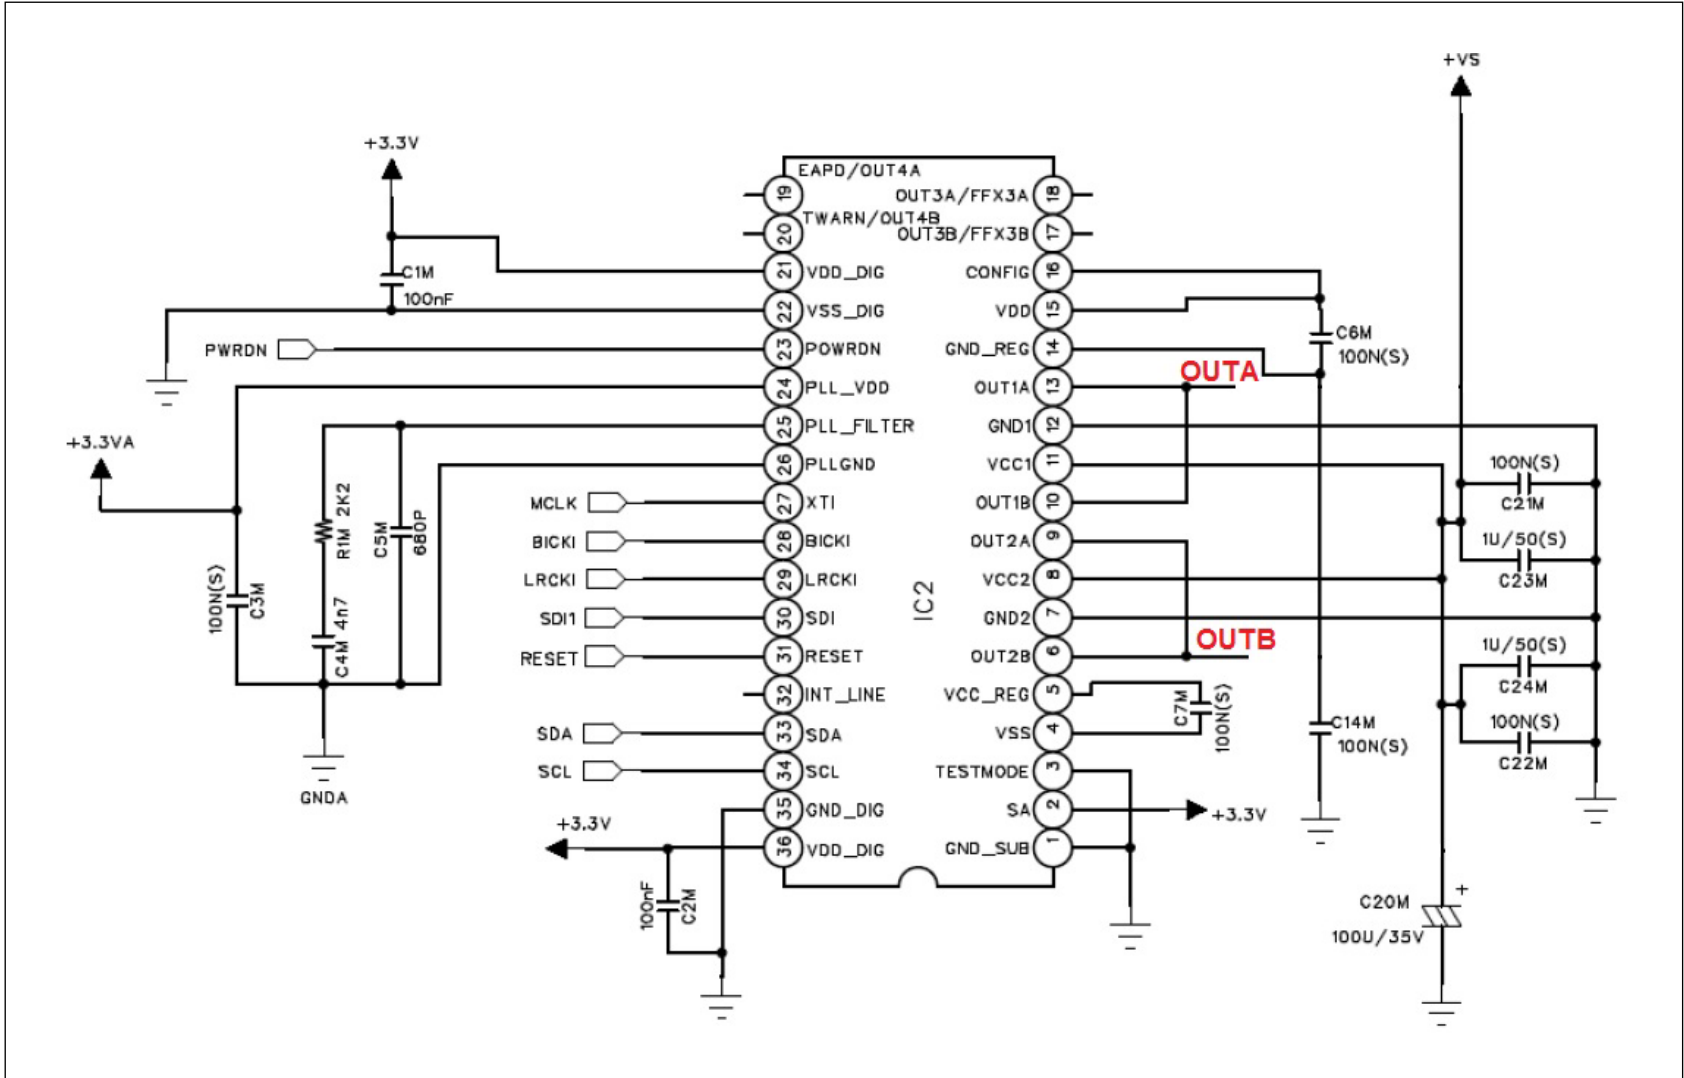 +VS
+3.3V
EAPD/OUT4A
19
OUT3A/FFX3A
18
TWARN/OUT4B
20
OUT3B/FFX3B
17
C1M
100nF
21
VDD_DIG
CONFIG
16
22
VSS_DIG
VDD
15
C6M
100N(S)
PWRDN
23
POWRDN
GND_REG
14
OUTA
24
PLL_VDD
OUT1A
13
25
PLL_FILTER
GND1
12
+3.3VA
26
PLLGND
VCC1
11
100N(S)
C21M
R1M 2K2
C5M
680P
MCLK
27
XTI
OUT1B
10
BICKI
28
BICKI
OUT2A
9
1U/50(S)
C23M
LRCKI
29
LRCKI
IC2
VCC2
8
100N(S)
C3M
C4M 4n7
SDI1
30
SDI
GND2
7
OUTB
RESET
31
RESET
OUT2B
6
1U/50(S)
C24M
32
INT_LINE
VCC_REG
5
C7M
100N(S)
SDA
33
SDA
VSS
4
C14M
100N(S)
100N(S)
C22M
SCL
34
SCL
TESTMODE
3
GNDA
35
GND_DIG
SA
2
+3.3V
+3.3V
36
VDD_DIG
GND_SUB
1
100nF
C2M
+
C20M
100U/35V